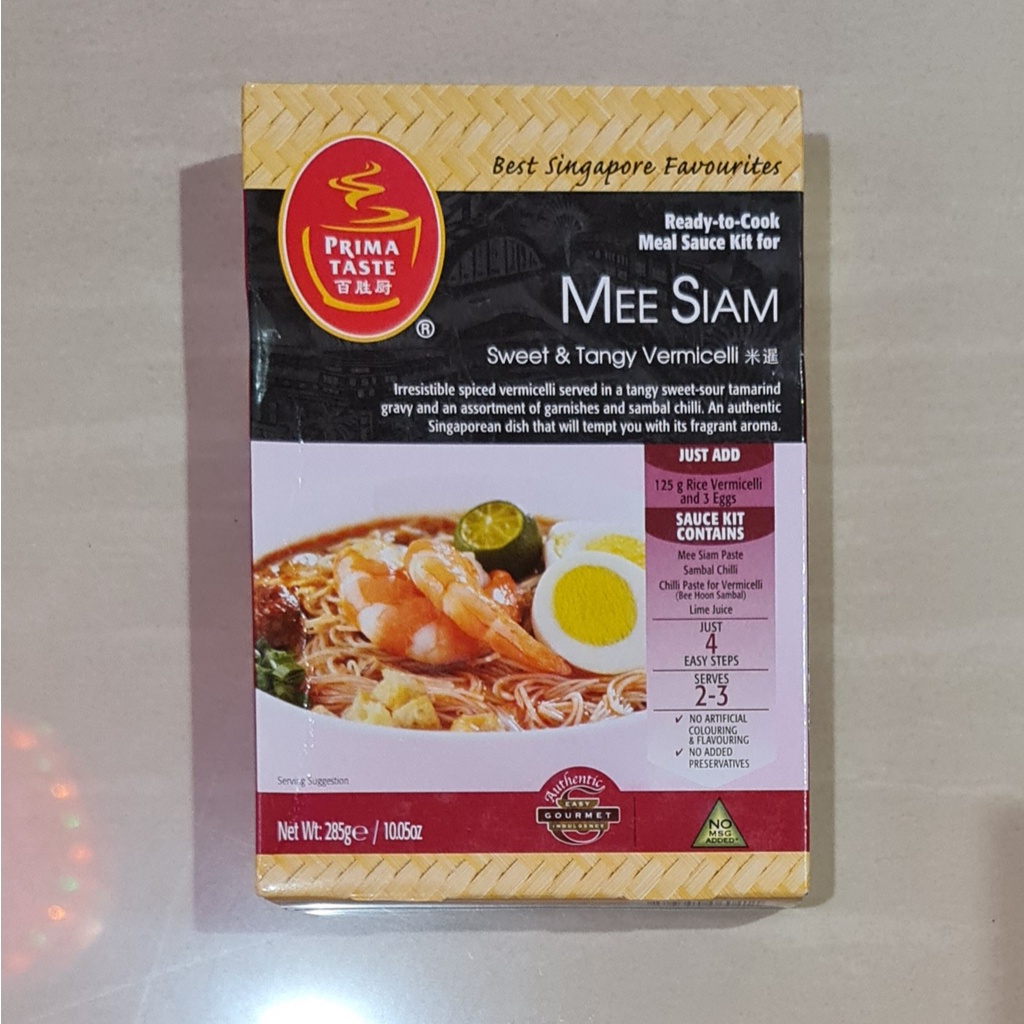 Best Singapore Favourites
PRIMA
TASTE
百胜厨
®
Ready-to-Cook
Meal Sauce Kit for
MEE SIAM
Sweet & Tangy Vermicelli 米暹
Irresistible spiced vermicelli served in a tangy sweet-sour tamarind
gravy and an assortment of garnishes and sambal chilli. An authentic
Singaporean dish that will tempt you with its fragrant aroma.
JUST ADD
125 g Rice Vermicelli
and 3 Eggs
SAUCE KIT
CONTAINS
Mee Siam Paste
Sambal Chilli
Chilli Paste for Vermicelli
(Bee Hoon Sambal)
Lime Juice
JUST
4
EASY STEPS
SERVES
2-3
✓ NO ARTIFICIAL
COLOURING
& FLAVOURING
✓ NO ADDED
PRESERVATIVES
Serving Suggestion
Net Wt: 285g℮ / 10.05oz
Authentic
EASY
GOURMET
INDULGENCE
NO
MSG
ADDED*